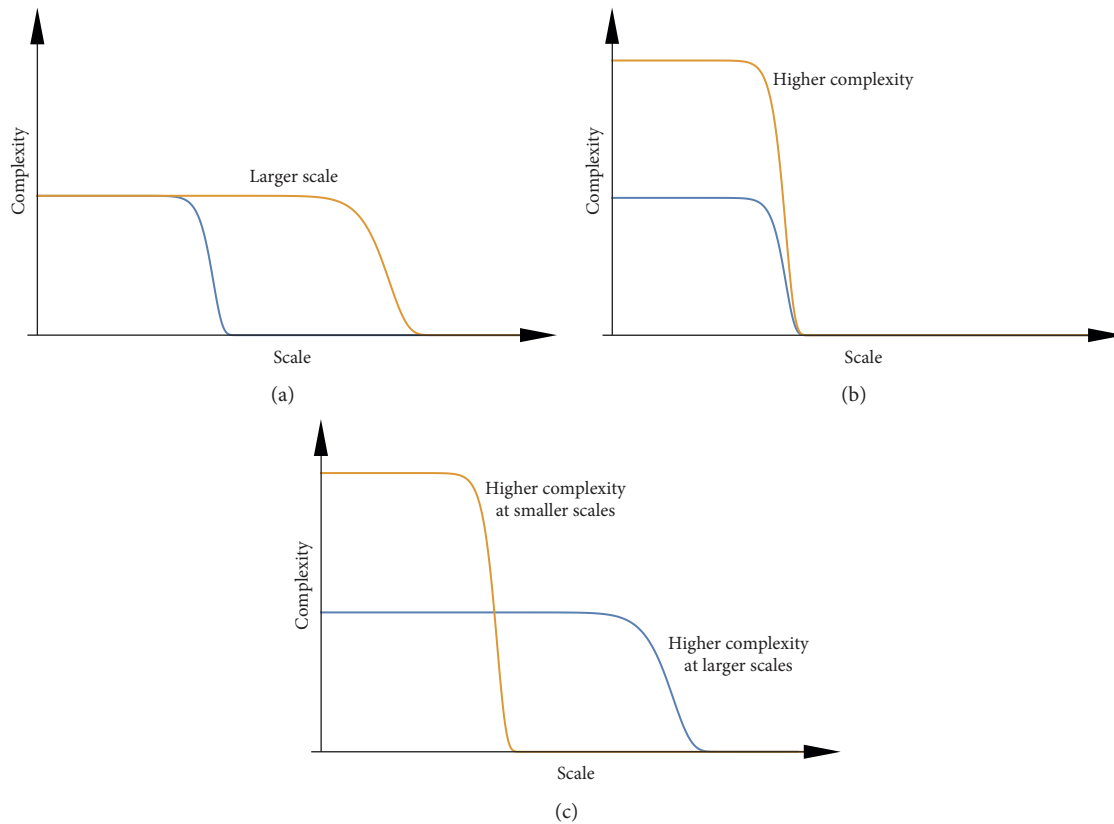 Complexity
Larger scale
Scale
(a)
Complexity
Higher complexity
Scale
(b)
Complexity
Higher complexity
at smaller scales
Higher complexity
at larger scales
Scale
(c)